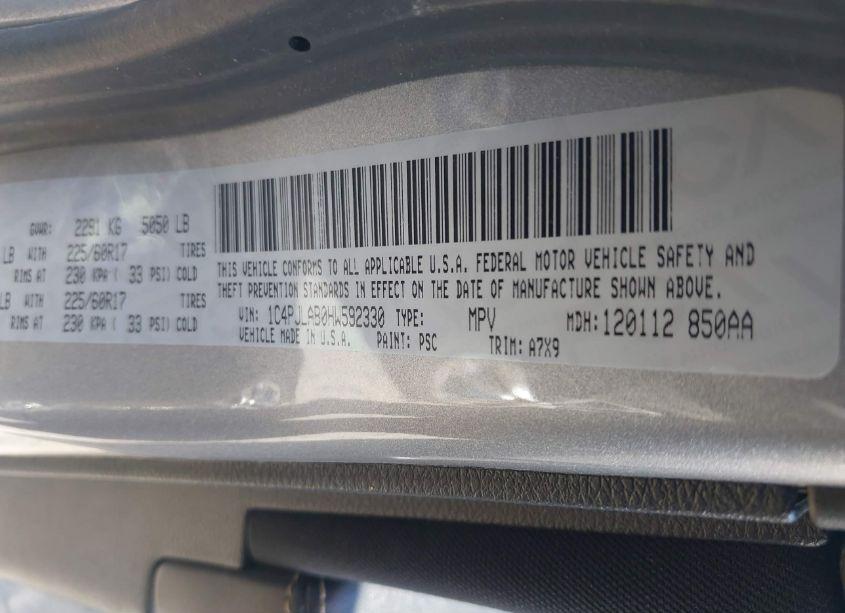 GVWR: 2291 KG 5050 LB
LB WITH 225/60R17 TIRES
RIMS AT 230 KPA ( 33 PSI) COLD
LB WITH 225/60R17 TIRES
RIMS AT 230 KPA ( 33 PSI) COLD
THIS VEHICLE CONFORMS TO ALL APPLICABLE U.S.A. FEDERAL MOTOR VEHICLE SAFETY AND
THEFT PREVENTION STANDARDS IN EFFECT ON THE DATE OF MANUFACTURE SHOWN ABOVE.
VIN: 1C4PJLAB0HW592330 TYPE: MPV MDH: 120112 850AA
VEHICLE MADE IN U.S.A. PAINT: PSC TRIM: A7X9